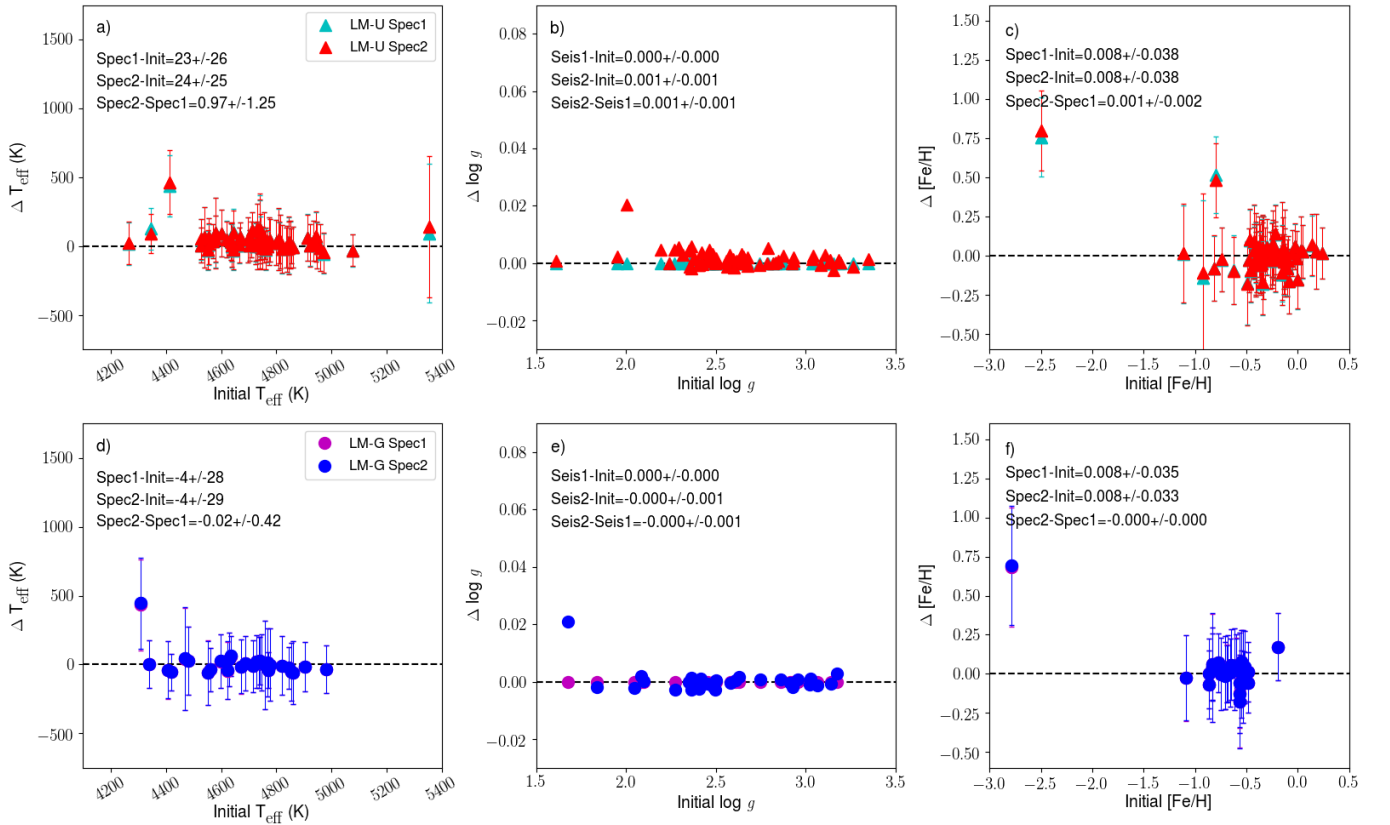 a)
LM-U Spec1
LM-U Spec2
Spec1-Init=23+/-26
Spec2-Init=24+/-25
Spec2-Spec1=0.97+/-1.25
1500
1000
500
0
−500
Δ T_eff (K)
4200 4400 4600 4800 5000 5200 5400
Initial T_eff (K)
b)
Seis1-Init=0.000+/-0.000
Seis2-Init=0.001+/-0.001
Seis2-Seis1=0.001+/-0.001
0.08
0.06
0.04
0.02
0.00
−0.02
Δ log g
1.5 2.0 2.5 3.0 3.5
Initial log g
c)
Spec1-Init=0.008+/-0.038
Spec2-Init=0.008+/-0.038
Spec2-Spec1=0.001+/-0.002
1.50
1.25
1.00
0.75
0.50
0.25
0.00
−0.25
−0.50
Δ [Fe/H]
−3.0 −2.5 −2.0 −1.5 −1.0 −0.5 0.0 0.5
Initial [Fe/H]
d)
LM-G Spec1
LM-G Spec2
Spec1-Init=-4+/-28
Spec2-Init=-4+/-29
Spec2-Spec1=-0.02+/-0.42
1500
1000
500
0
−500
Δ T_eff (K)
4200 4400 4600 4800 5000 5200 5400
Initial T_eff (K)
e)
Seis1-Init=0.000+/-0.000
Seis2-Init=-0.000+/-0.001
Seis2-Seis1=-0.000+/-0.001
0.08
0.06
0.04
0.02
0.00
−0.02
Δ log g
1.5 2.0 2.5 3.0 3.5
Initial log g
f)
Spec1-Init=0.008+/-0.035
Spec2-Init=0.008+/-0.033
Spec2-Spec1=-0.000+/-0.000
1.50
1.25
1.00
0.75
0.50
0.25
0.00
−0.25
−0.50
Δ [Fe/H]
−3.0 −2.5 −2.0 −1.5 −1.0 −0.5 0.0 0.5
Initial [Fe/H]